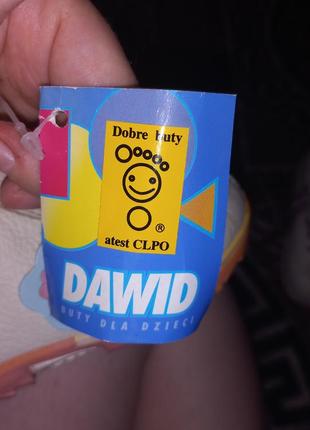 Dobre buty
®
atest CLPO
DAWID
BUTY DLA DZIECI